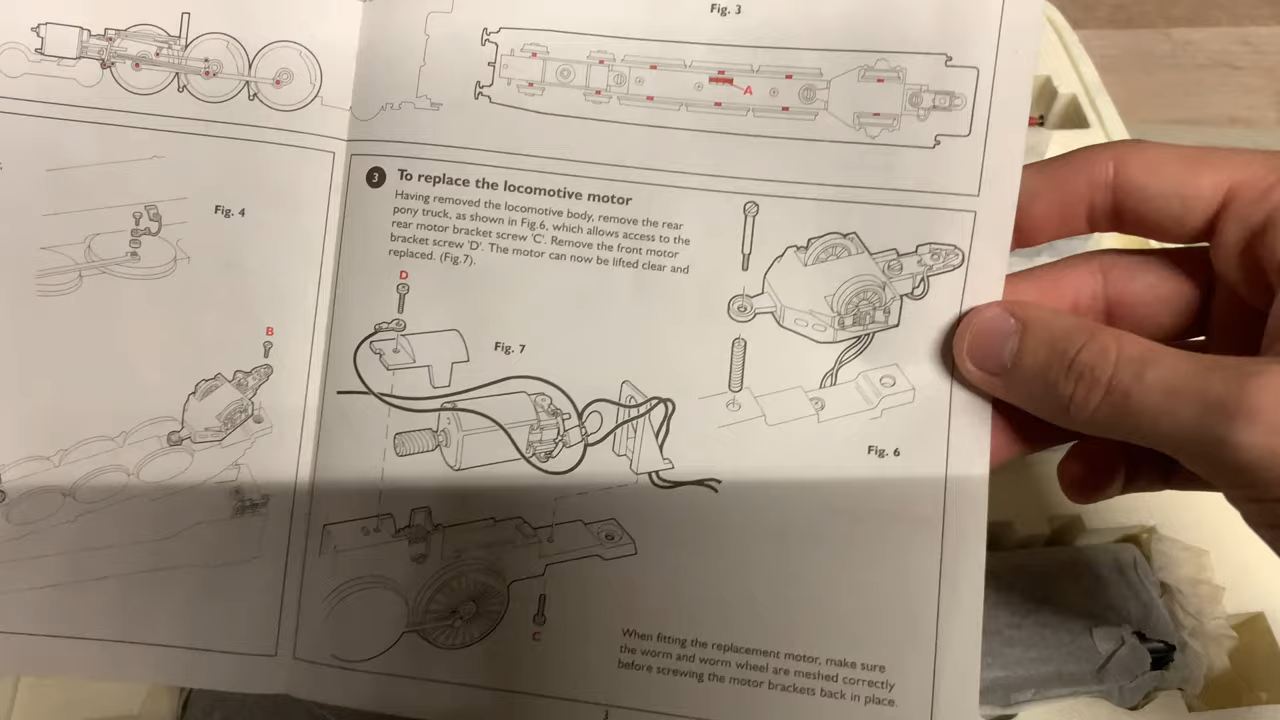 Fig. 3
A
Fig. 4
B
3 To replace the locomotive motor
Having removed the locomotive body, remove the rear
pony truck, as shown in Fig.6, which allows access to the
rear motor bracket screw 'C'. Remove the front motor
bracket screw 'D'. The motor can now be lifted clear and
replaced. (Fig.7).
D
Fig. 7
Fig. 6
C
When fitting the replacement motor, make sure
the worm and worm wheel are meshed correctly
before screwing the motor brackets back in place.